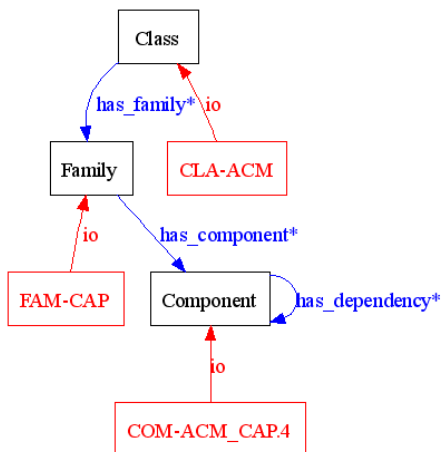 Class
has_family*
io
Family
CLA-ACM
io
has_component*
FAM-CAP
Component
has_dependency*
io
COM-ACM_CAP.4